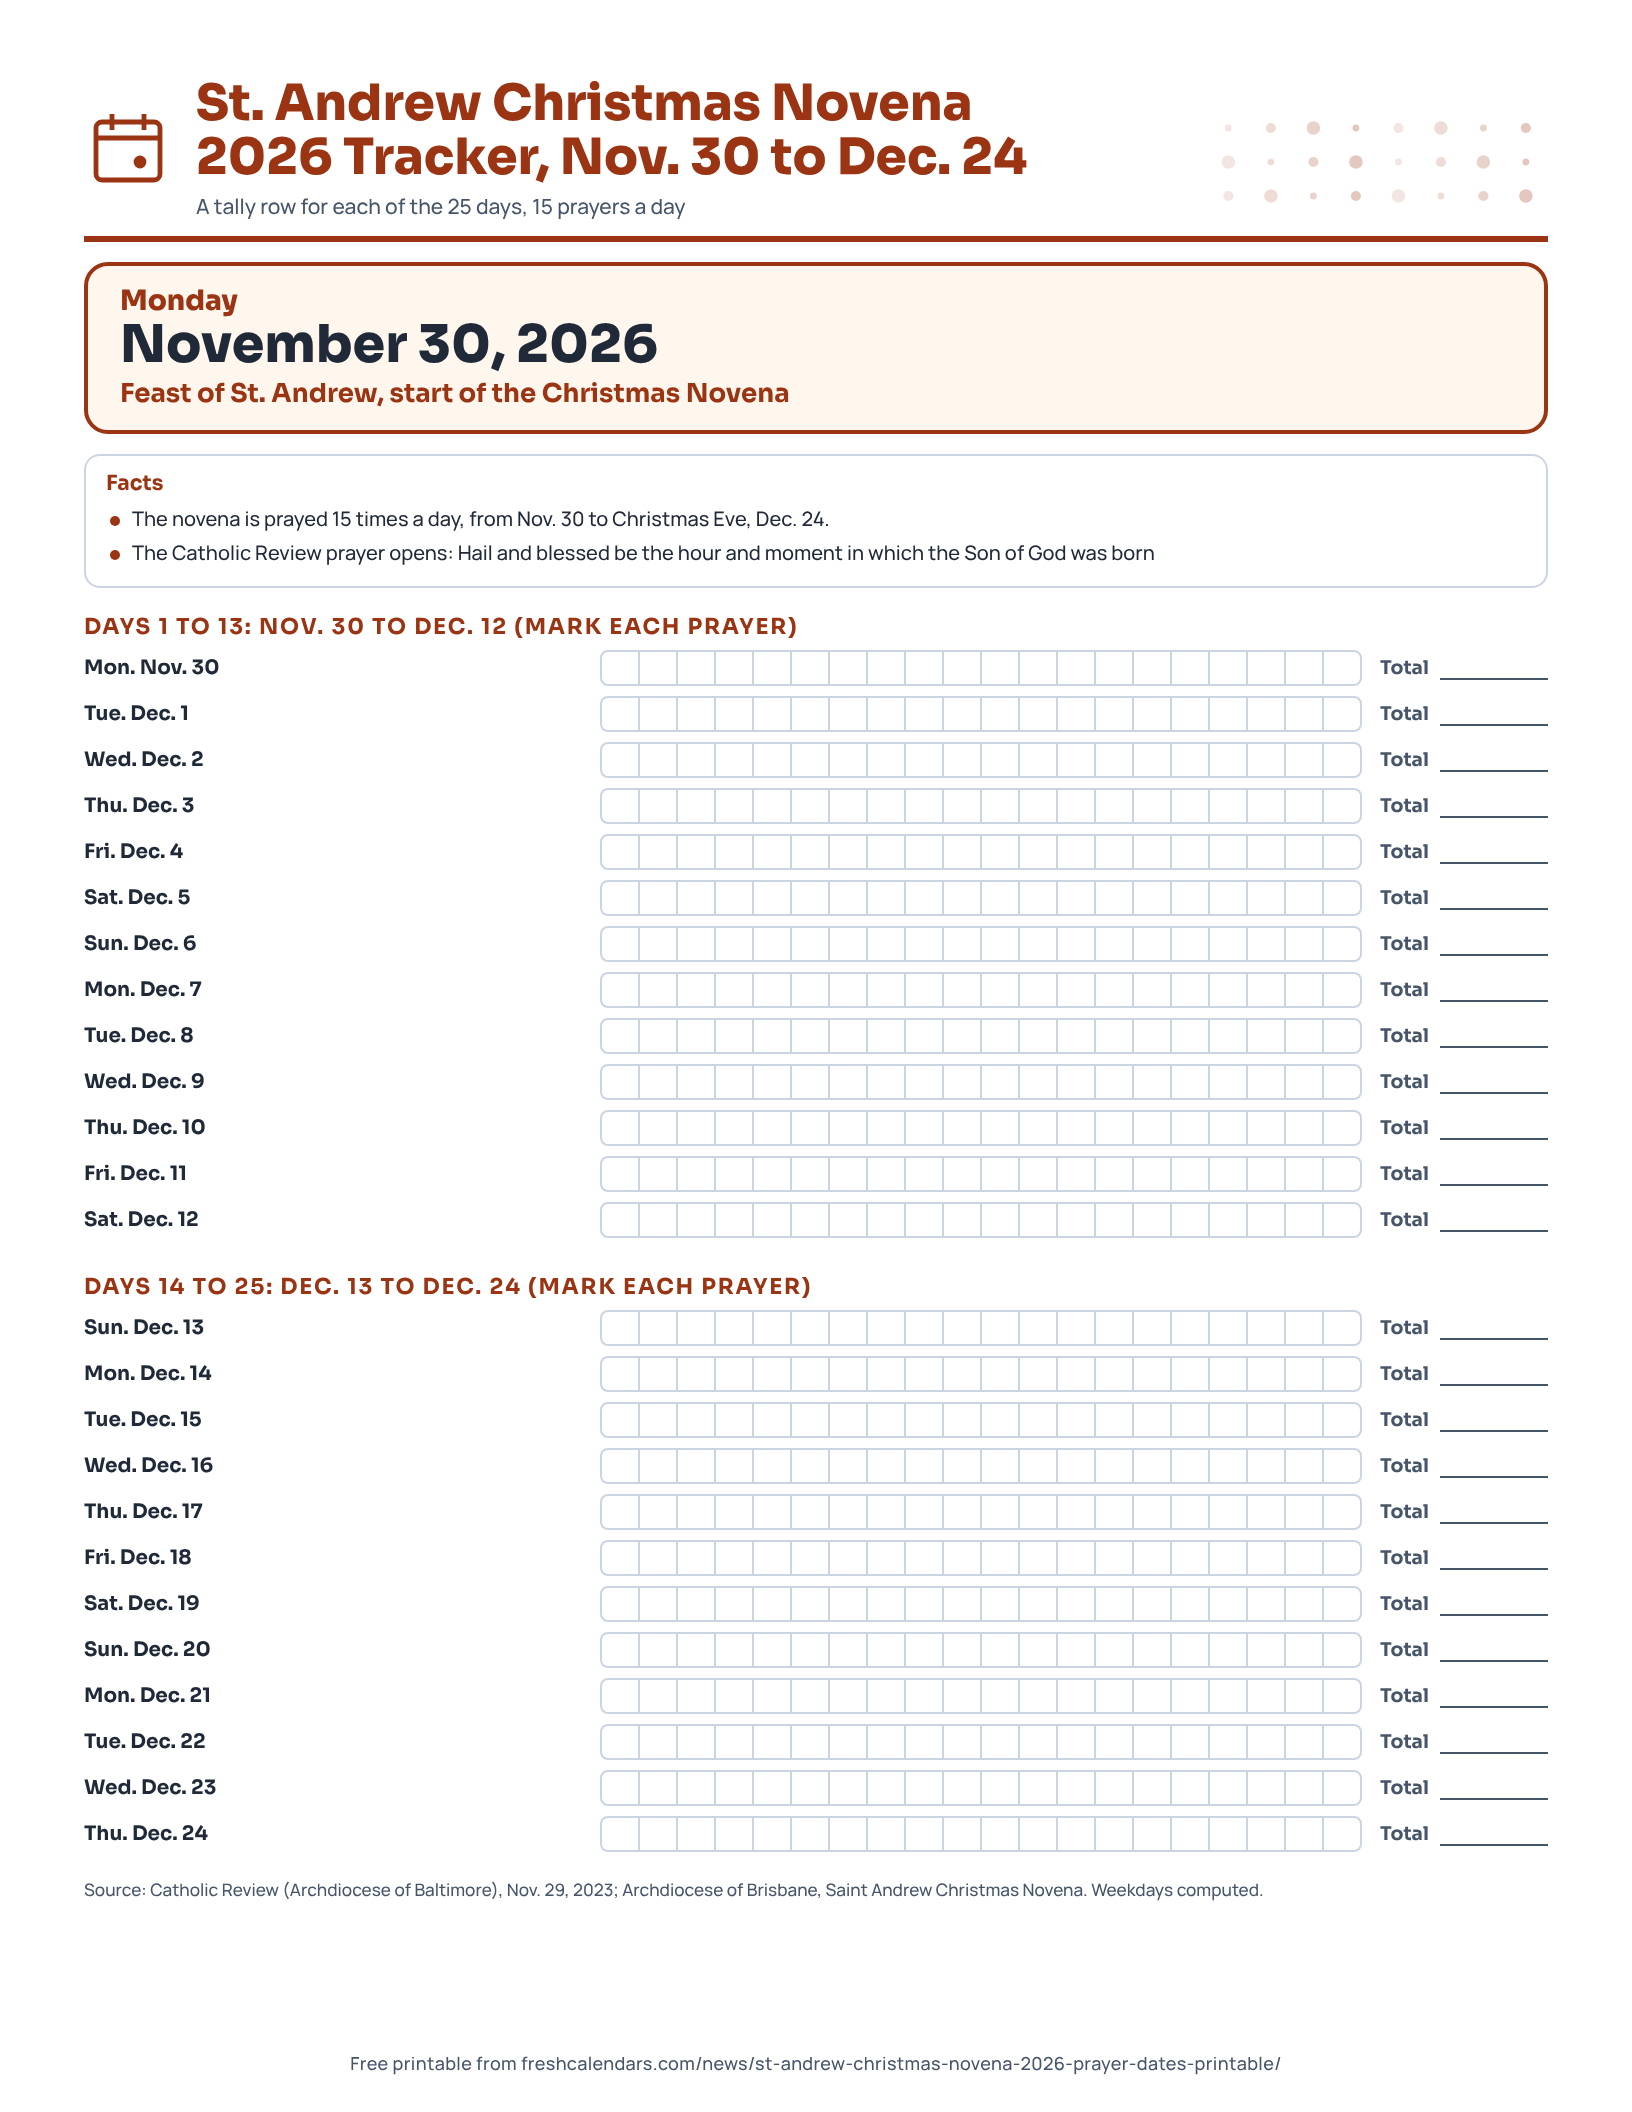 St. Andrew Christmas Novena
2026 Tracker, Nov. 30 to Dec. 24
A tally row for each of the 25 days, 15 prayers a day
Monday
November 30, 2026
Feast of St. Andrew, start of the Christmas Novena
Facts
The novena is prayed 15 times a day, from Nov. 30 to Christmas Eve, Dec. 24.
The Catholic Review prayer opens: Hail and blessed be the hour and moment in which the Son of God was born
DAYS 1 TO 13: NOV. 30 TO DEC. 12 (MARK EACH PRAYER)
Mon. Nov. 30 Total
Tue. Dec. 1 Total
Wed. Dec. 2 Total
Thu. Dec. 3 Total
Fri. Dec. 4 Total
Sat. Dec. 5 Total
Sun. Dec. 6 Total
Mon. Dec. 7 Total
Tue. Dec. 8 Total
Wed. Dec. 9 Total
Thu. Dec. 10 Total
Fri. Dec. 11 Total
Sat. Dec. 12 Total
DAYS 14 TO 25: DEC. 13 TO DEC. 24 (MARK EACH PRAYER)
Sun. Dec. 13 Total
Mon. Dec. 14 Total
Tue. Dec. 15 Total
Wed. Dec. 16 Total
Thu. Dec. 17 Total
Fri. Dec. 18 Total
Sat. Dec. 19 Total
Sun. Dec. 20 Total
Mon. Dec. 21 Total
Tue. Dec. 22 Total
Wed. Dec. 23 Total
Thu. Dec. 24 Total
Source: Catholic Review (Archdiocese of Baltimore), Nov. 29, 2023; Archdiocese of Brisbane, Saint Andrew Christmas Novena. Weekdays computed.
Free printable from freshcalendars.com/news/st-andrew-christmas-novena-2026-prayer-dates-printable/